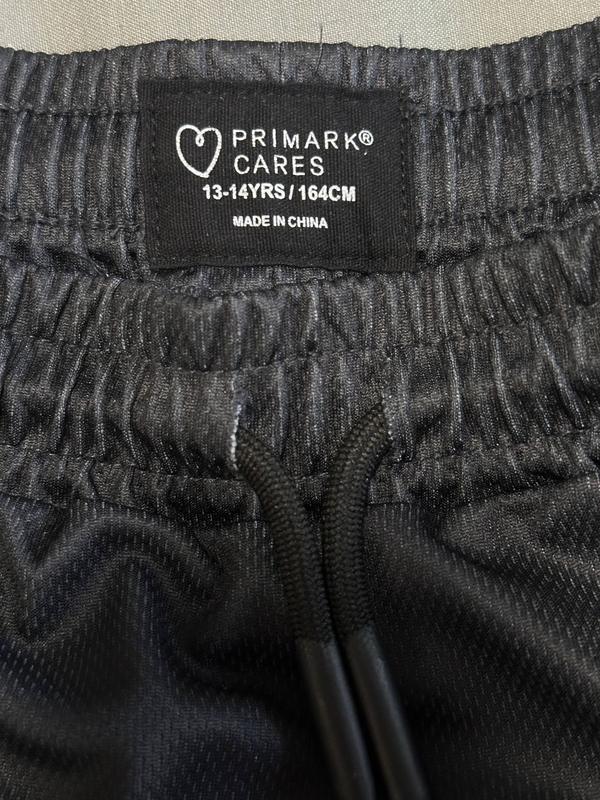 PRIMARK®
CARES
13-14YRS / 164CM
MADE IN CHINA